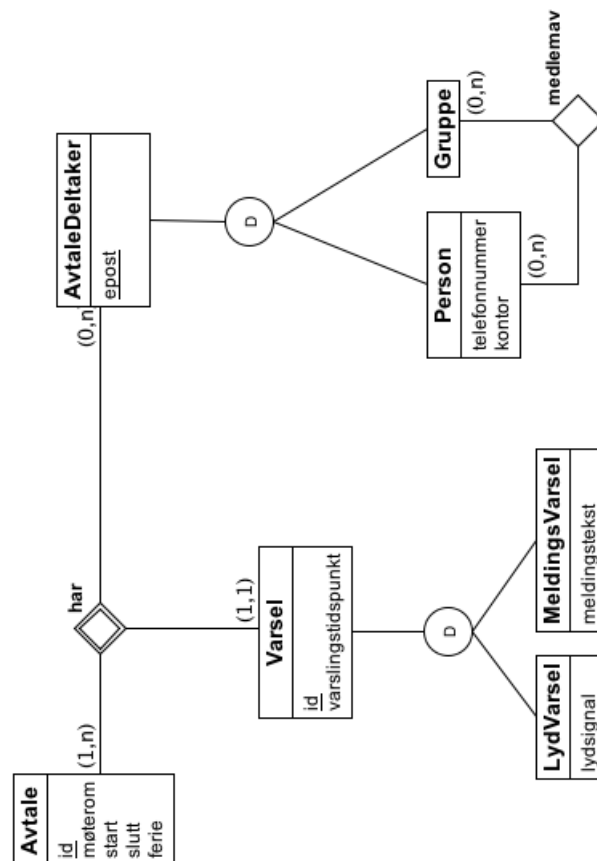 Avtale
id
møterom
start
slutt
ferie
(1,n)
har
(0,n)
AvtaleDeltaker
epost
(1,1)
Varsel
id
varslingstidspunkt
D
D
LydVarsel
lydsignal
MeldingsVarsel
meldingstekst
Person
telefonnummer
kontor
(0,n)
Gruppe
(0,n)
medlemav